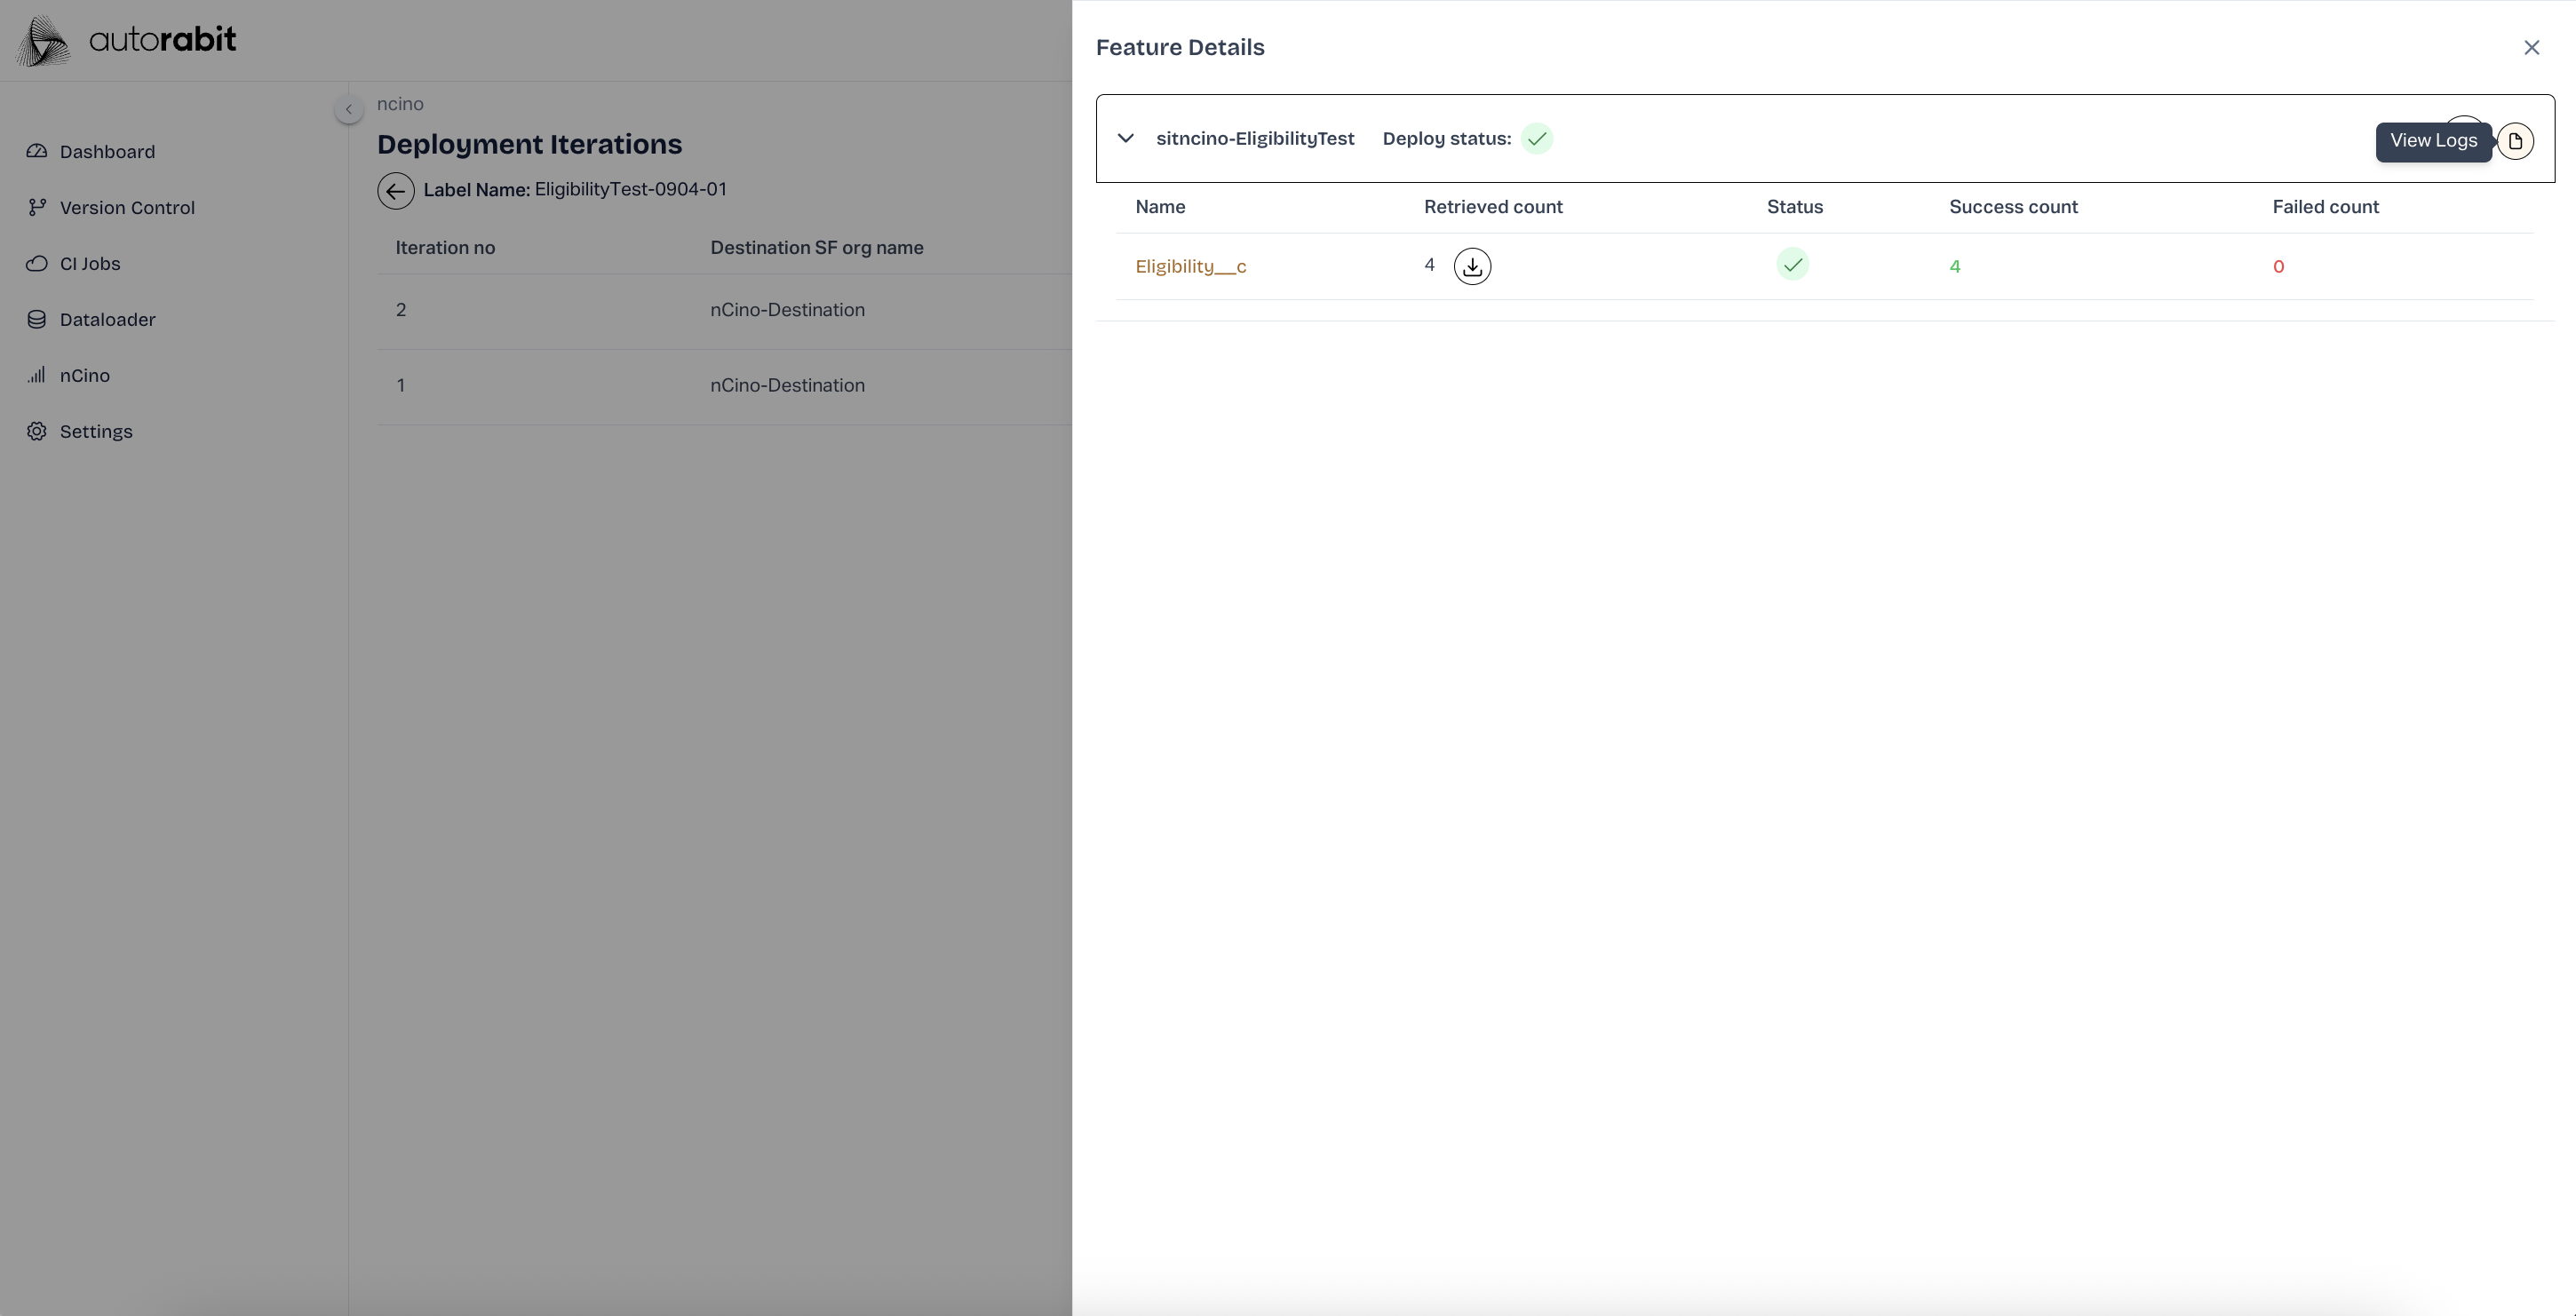 autorabit
Dashboard
Version Control
CI Jobs
Dataloader
nCino
Settings
ncino
Deployment Iterations
Label Name: EligibilityTest-0904-01
Iteration no Destination SF org name
2 nCino-Destination
1 nCino-Destination
Feature Details
sitncino-EligibilityTest Deploy status:
View Logs
Name Retrieved count Status Success count Failed count
Eligibility__c 4 4 0